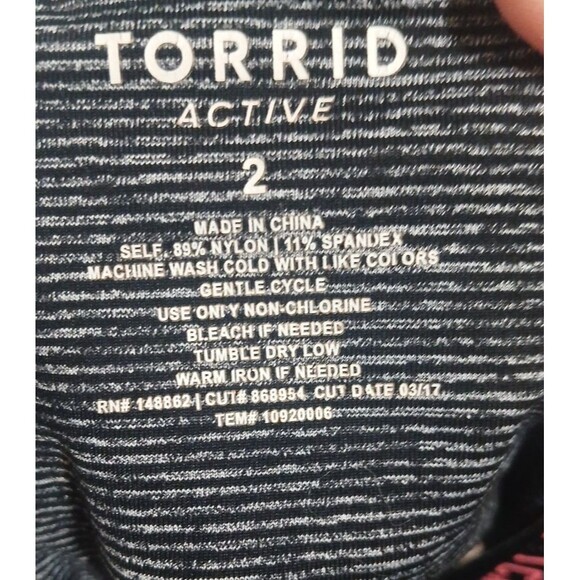 TORRID
ACTIVE
2
MADE IN CHINA
SELF, 89% NYLON | 11% SPANDEX
MACHINE WASH COLD WITH LIKE COLORS
GENTLE CYCLE
USE ONLY NON-CHLORINE
BLEACH IF NEEDED
TUMBLE DRY LOW
WARM IRON IF NEEDED
RN# 148862 | CUT# 868954 CUT DATE 03/17
TEM# 10920006